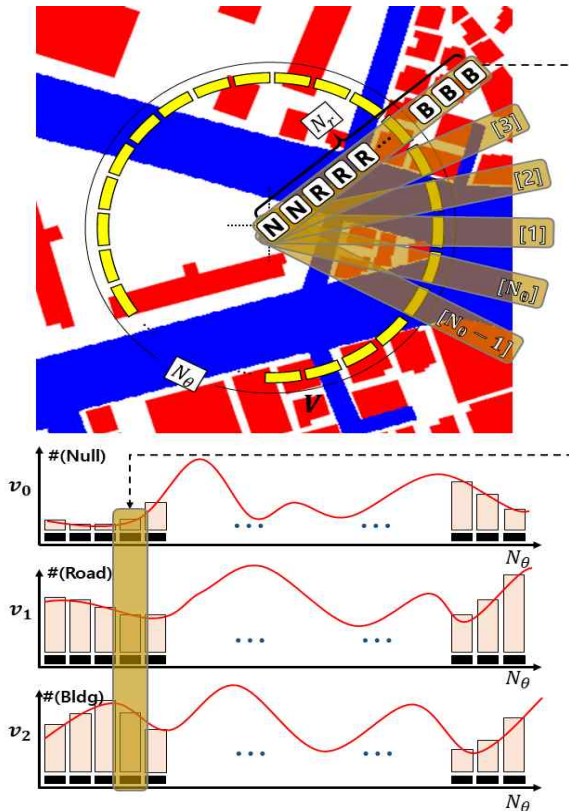 N N R R R ... B B B
N_r
[3]
[2]
[1]
[N_θ]
[N_θ − 1]
N_θ
V
#(Null)
v_0
N_θ
#(Road)
v_1
N_θ
#(Bldg)
v_2
N_θ